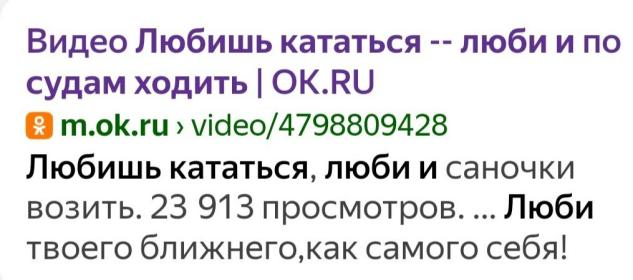 Видео Любишь кататься -- люби и по
судам ходить | OK.RU
m.ok.ru › video/4798809428
Любишь кататься, люби и саночки
возить. 23 913 просмотров. ... Люби
твоего ближнего,как самого себя!